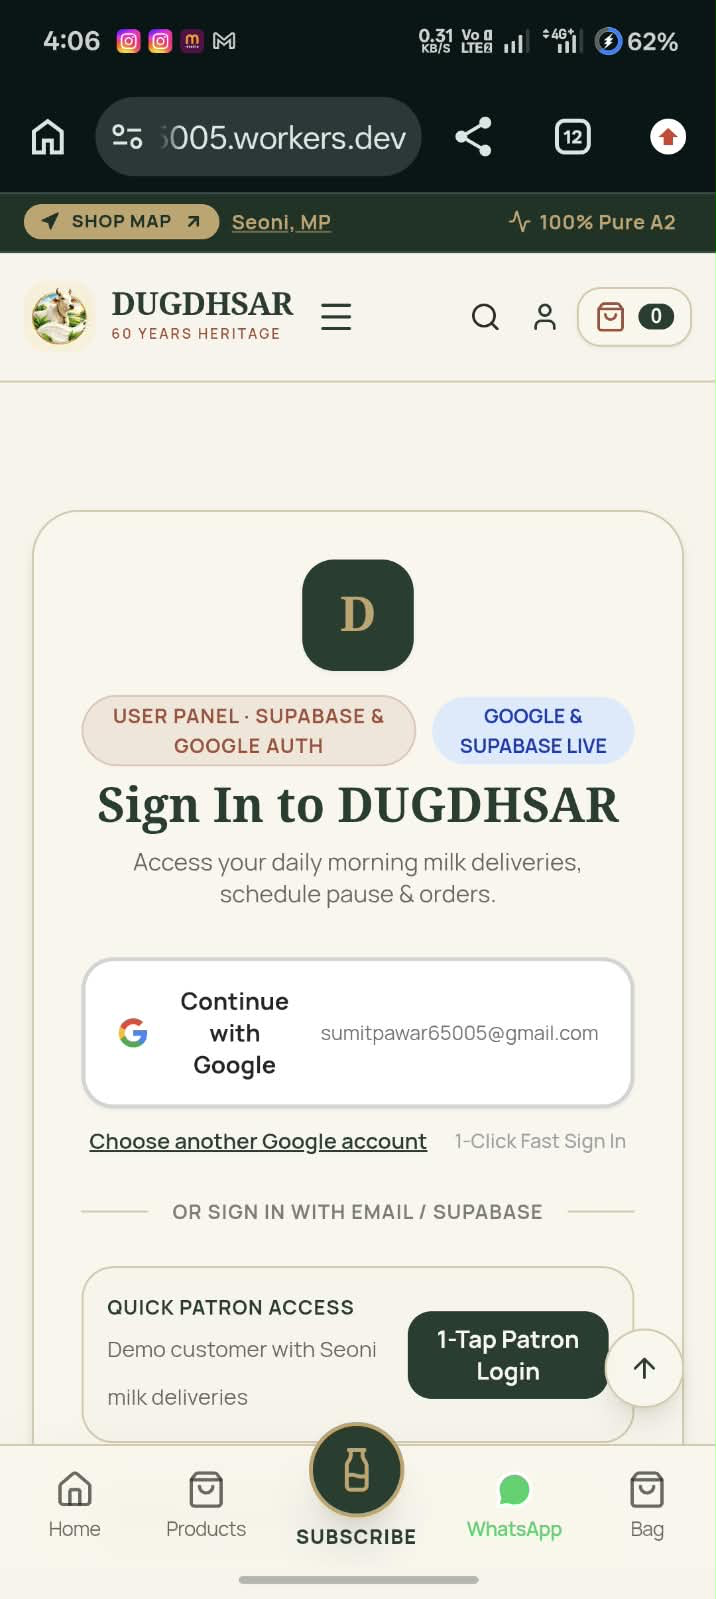 4:06
0.31 KB/S
Vo LTE2
4G+
62%
5005.workers.dev
12
SHOP MAP
Seoni, MP
100% Pure A2
DUGDHSAR
60 YEARS HERITAGE
0
D
USER PANEL · SUPABASE &
GOOGLE AUTH
GOOGLE &
SUPABASE LIVE
Sign In to DUGDHSAR
Access your daily morning milk deliveries,
schedule pause & orders.
Continue
with
Google
sumitpawar65005@gmail.com
Choose another Google account
1-Click Fast Sign In
OR SIGN IN WITH EMAIL / SUPABASE
QUICK PATRON ACCESS
Demo customer with Seoni
milk deliveries
1-Tap Patron
Login
Home
Products
SUBSCRIBE
WhatsApp
Bag